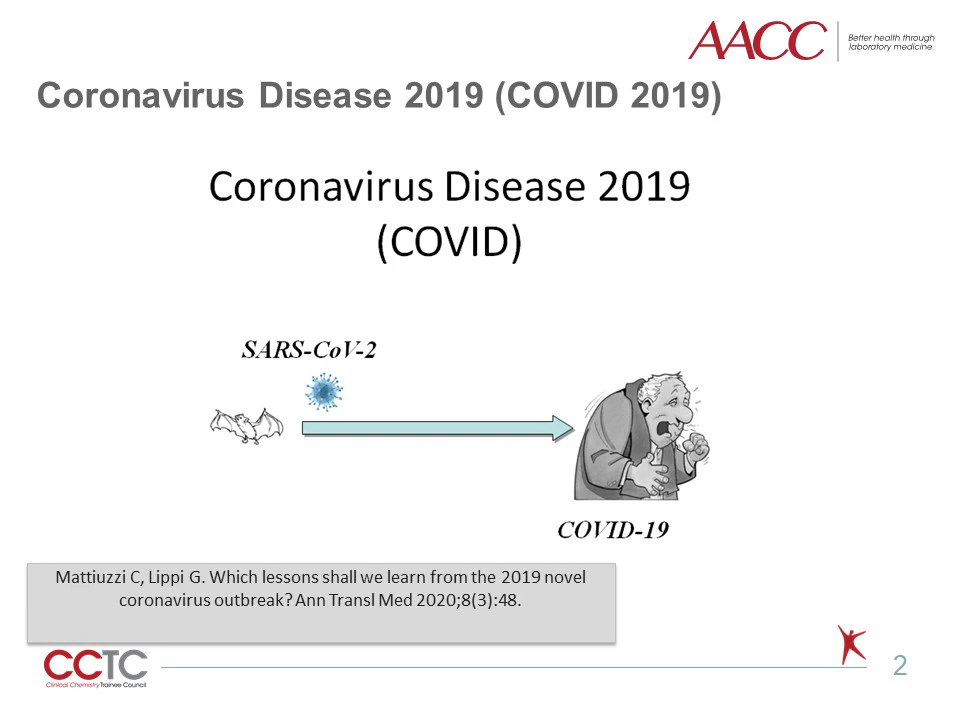 AACC
Better health through
laboratory medicine.
Coronavirus Disease 2019 (COVID 2019)
Coronavirus Disease 2019
(COVID)
SARS-CoV-2
COVID-19
Mattiuzzi C, Lippi G. Which lessons shall we learn from the 2019 novel
coronavirus outbreak? Ann Transl Med 2020;8(3):48.
CCTC
Clinical Chemistry Trainee Council
2